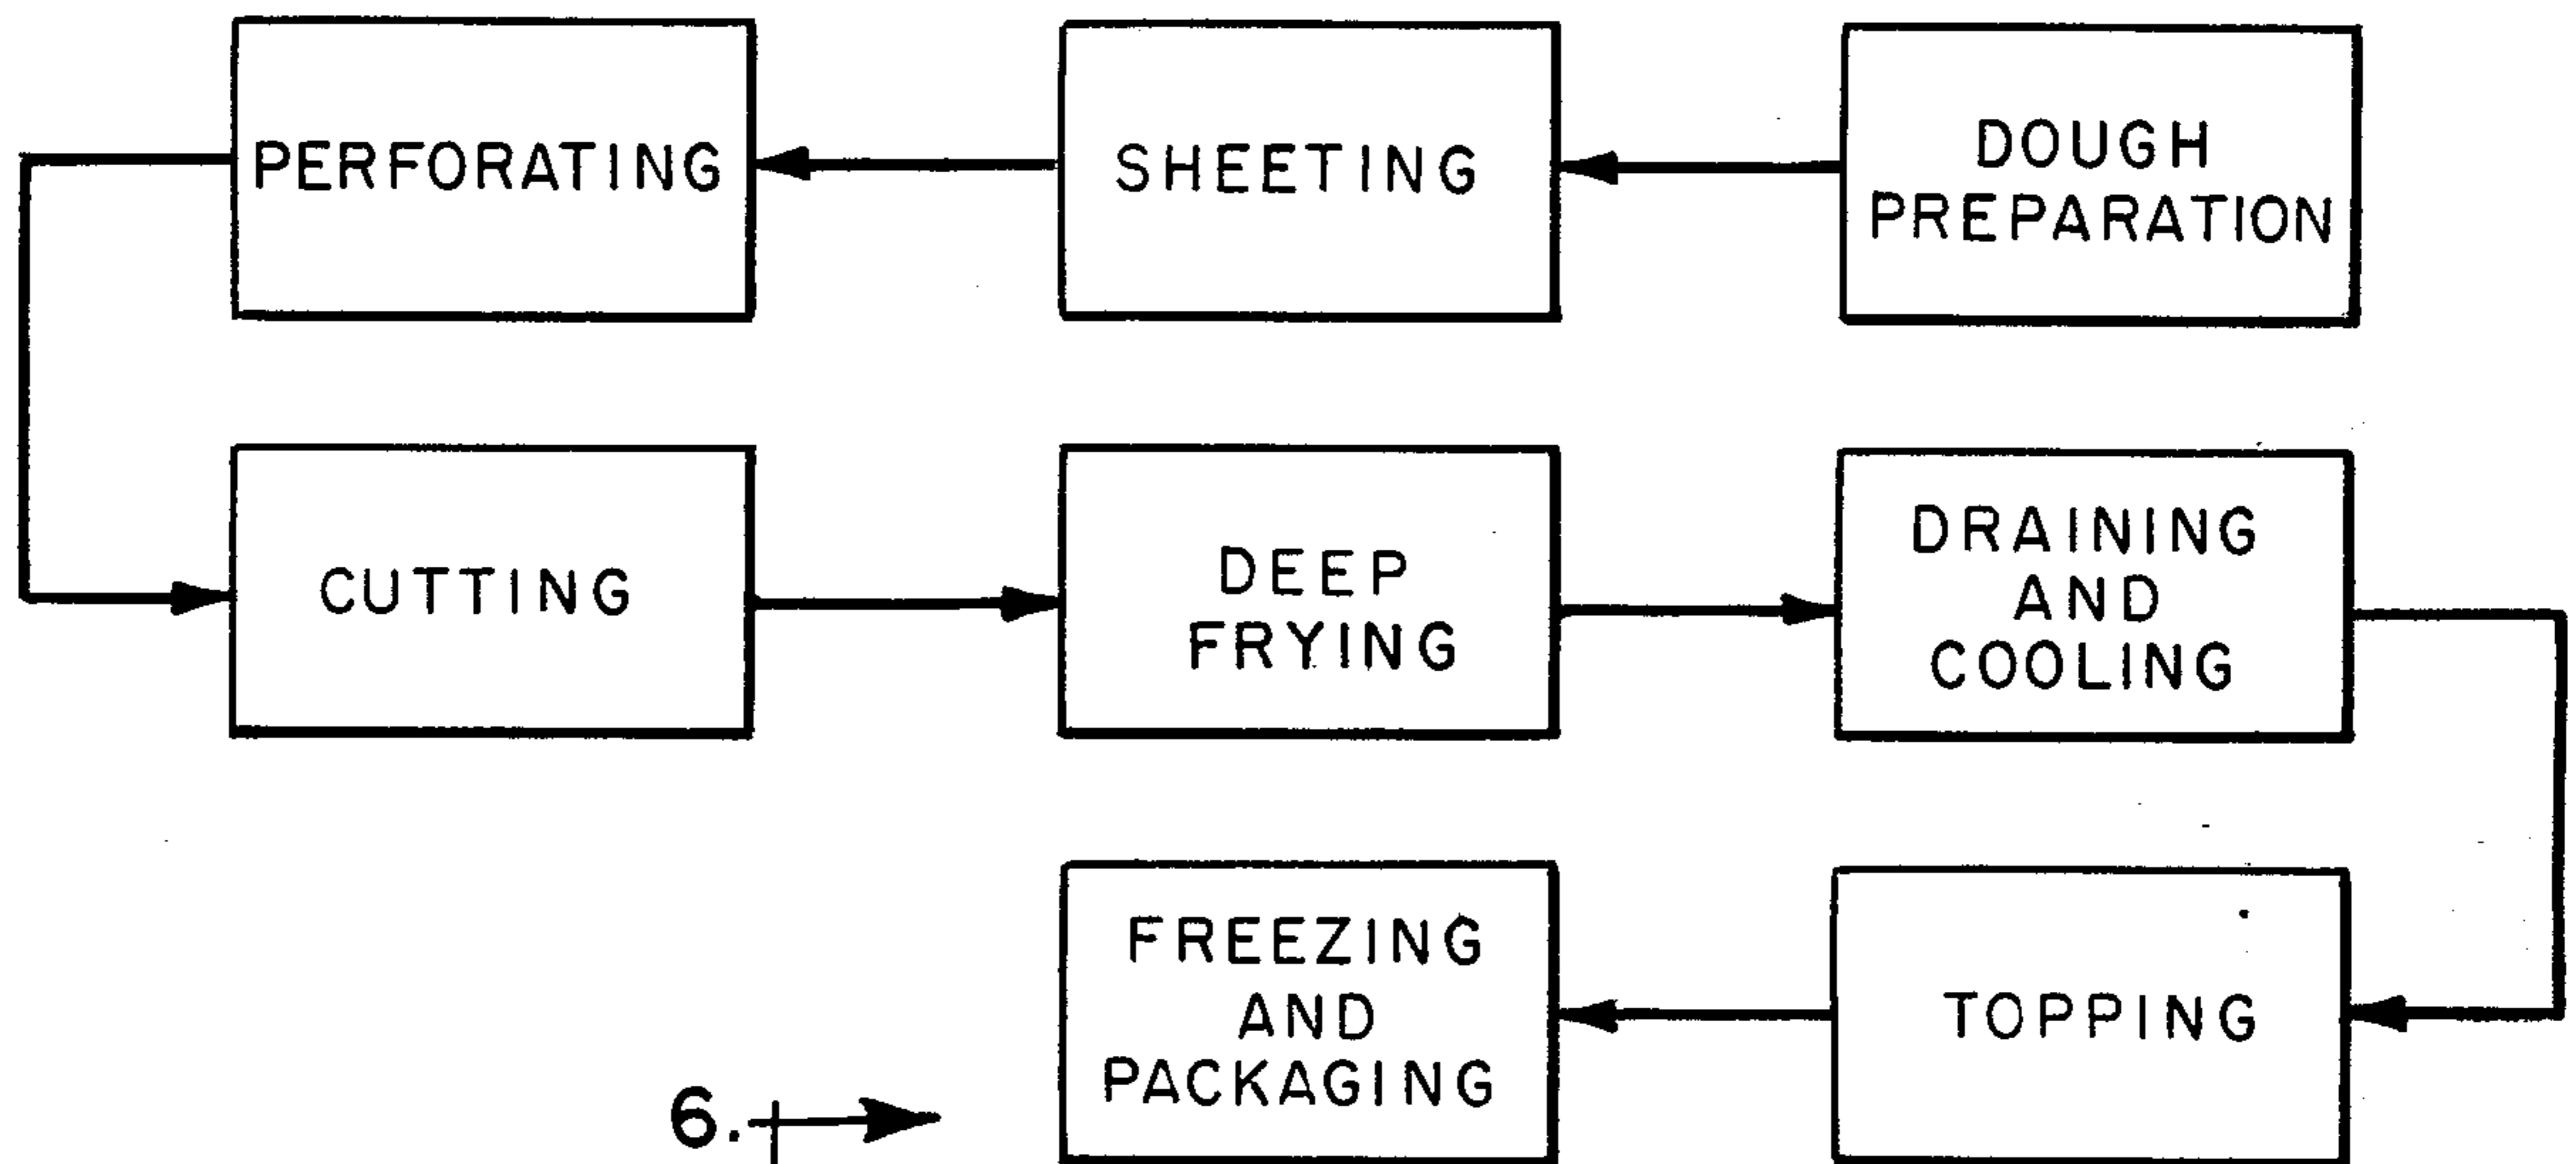 PERFORATING
SHEETING
DOUGH
PREPARATION
CUTTING
DEEP
FRYING
DRAINING
AND
COOLING
FREEZING
AND
PACKAGING
TOPPING
6.